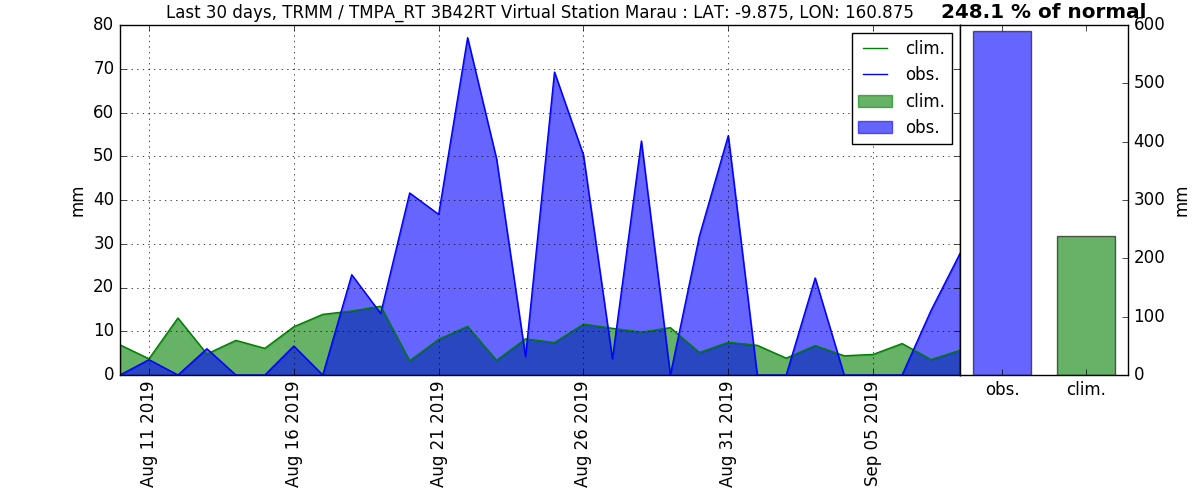 Last 30 days, TRMM / TMPA_RT 3B42RT Virtual Station Marau : LAT: -9.875, LON: 160.875
248.1 % of normal
80
70
60
50
40
30
20
10
0
mm
clim.
obs.
clim.
obs.
600
500
400
300
200
100
0
mm
obs.
clim.
Aug 11 2019
Aug 16 2019
Aug 21 2019
Aug 26 2019
Aug 31 2019
Sep 05 2019